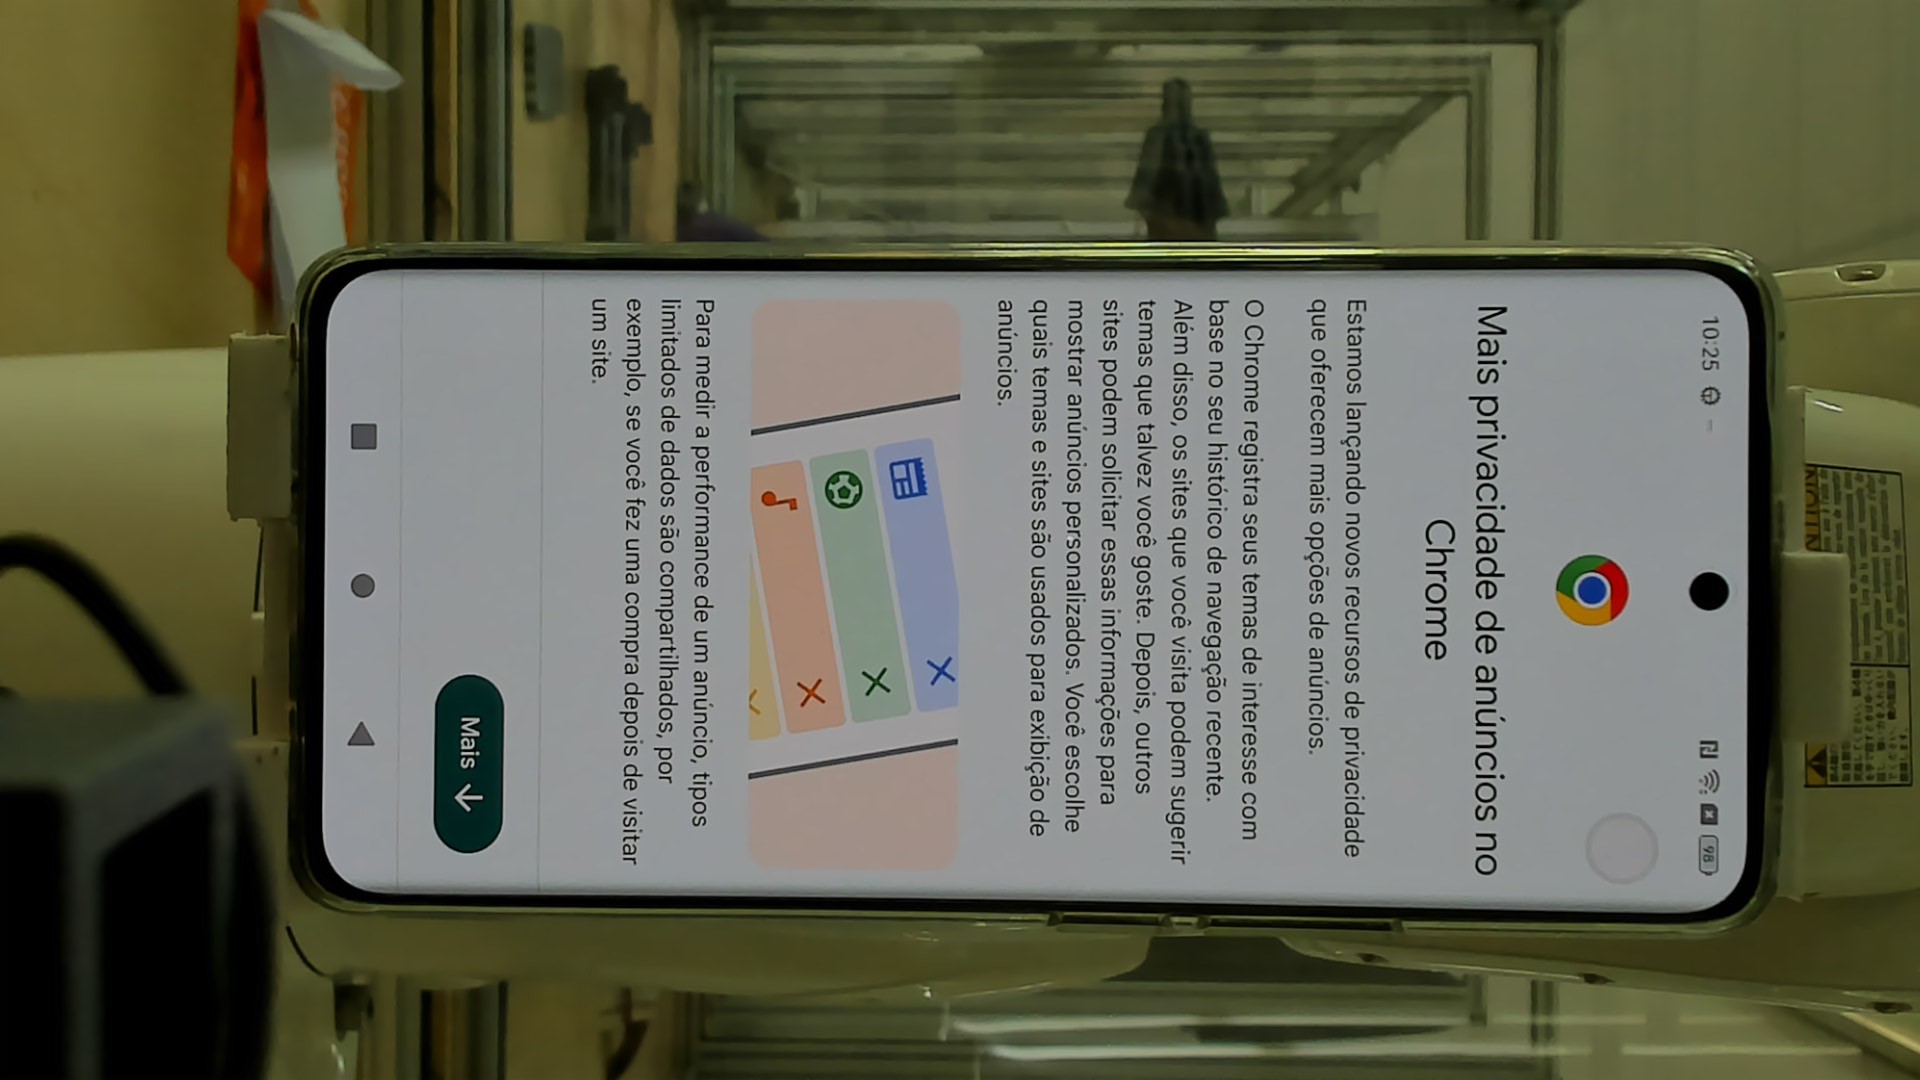 10:25
98
Mais privacidade de anúncios no
Chrome
Estamos lançando novos recursos de privacidade
que oferecem mais opções de anúncios.
O Chrome registra seus temas de interesse com
base no seu histórico de navegação recente.
Além disso, os sites que você visita podem sugerir
temas que talvez você goste. Depois, outros
sites podem solicitar essas informações para
mostrar anúncios personalizados. Você escolhe
quais temas e sites são usados para exibição de
anúncios.
Para medir a performance de um anúncio, tipos
limitados de dados são compartilhados, por
exemplo, se você fez uma compra depois de visitar
um site.
Mais